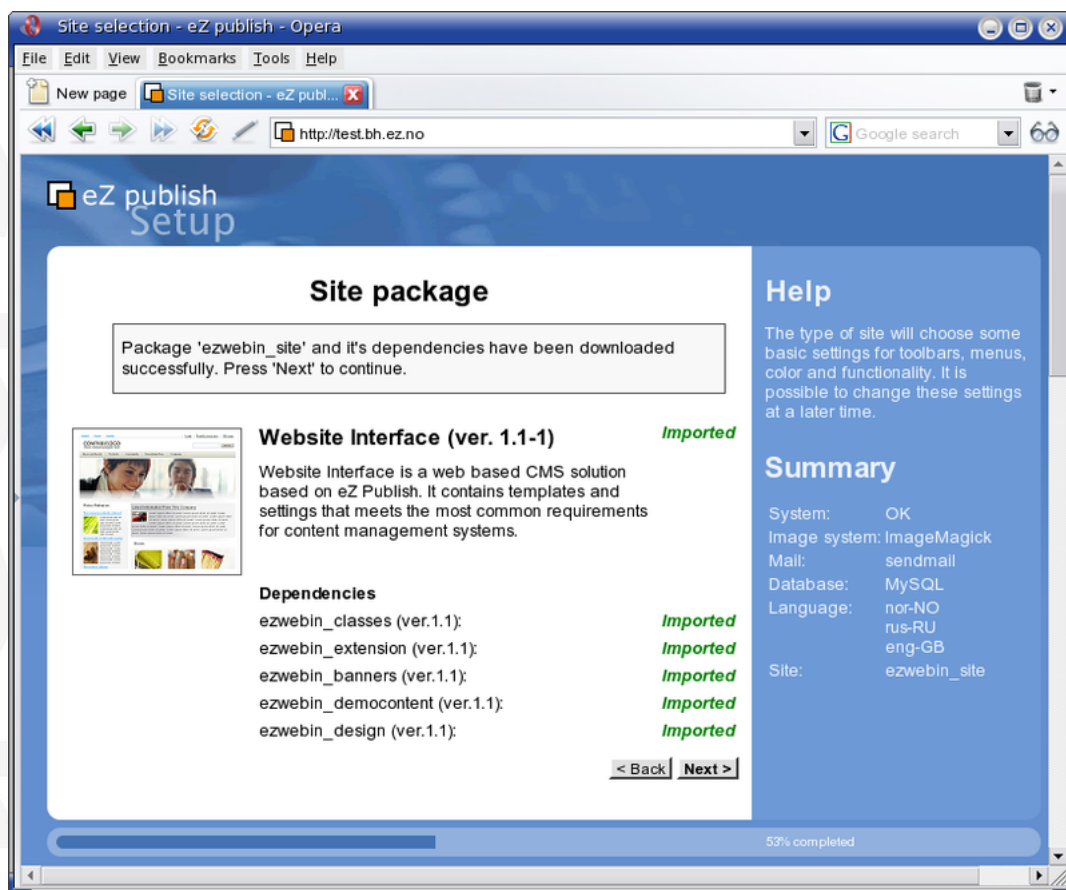 Site selection - eZ publish - Opera
File Edit View Bookmarks Tools Help
New page Site selection - eZ publ...
http://test.bh.ez.no
G Google search
eZ publish
Setup
Site package
Package 'ezwebin_site' and it's dependencies have been downloaded
successfully. Press 'Next' to continue.
Website Interface (ver. 1.1-1) Imported
Website Interface is a web based CMS solution
based on eZ Publish. It contains templates and
settings that meets the most common requirements
for content management systems.
Dependencies
ezwebin_classes (ver.1.1): Imported
ezwebin_extension (ver.1.1): Imported
ezwebin_banners (ver.1.1): Imported
ezwebin_democontent (ver.1.1): Imported
ezwebin_design (ver.1.1): Imported
< Back Next >
Help
The type of site will choose some
basic settings for toolbars, menus,
color and functionality. It is
possible to change these settings
at a later time.
Summary
System: OK
Image system: ImageMagick
Mail: sendmail
Database: MySQL
Language: nor-NO
rus-RU
eng-GB
Site: ezwebin_site
53% completed